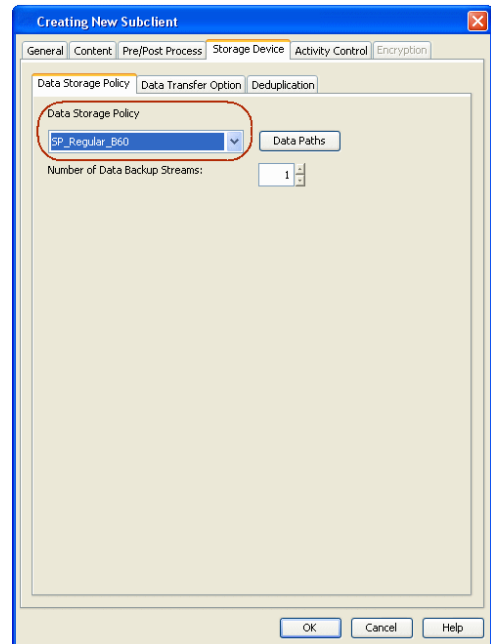 Creating New Subclient
General Content Pre/Post Process Storage Device Activity Control Encryption
Data Storage Policy Data Transfer Option Deduplication
Data Storage Policy
SP_Regular_B60 Data Paths
Number of Data Backup Streams: 1
OK Cancel Help